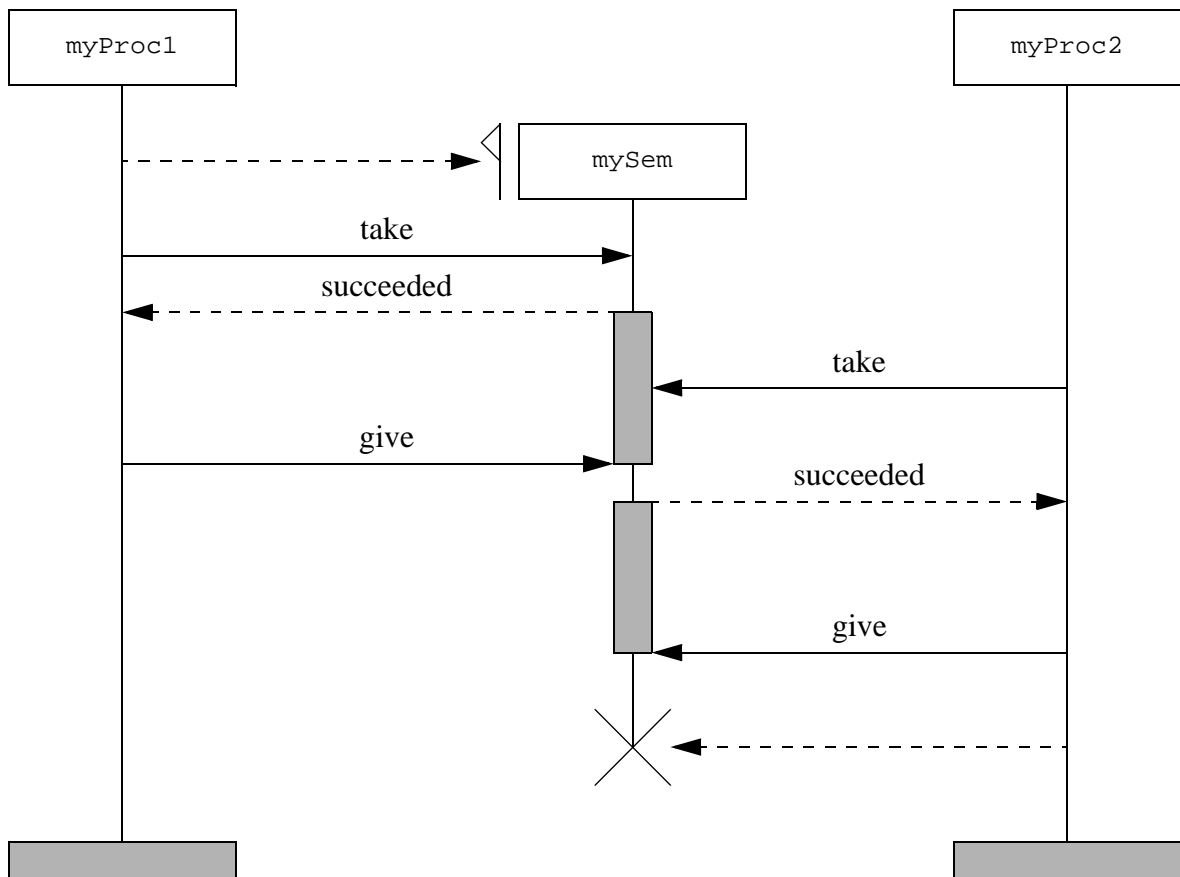 myProc1
myProc2
mySem
take
succeeded
take
give
succeeded
give